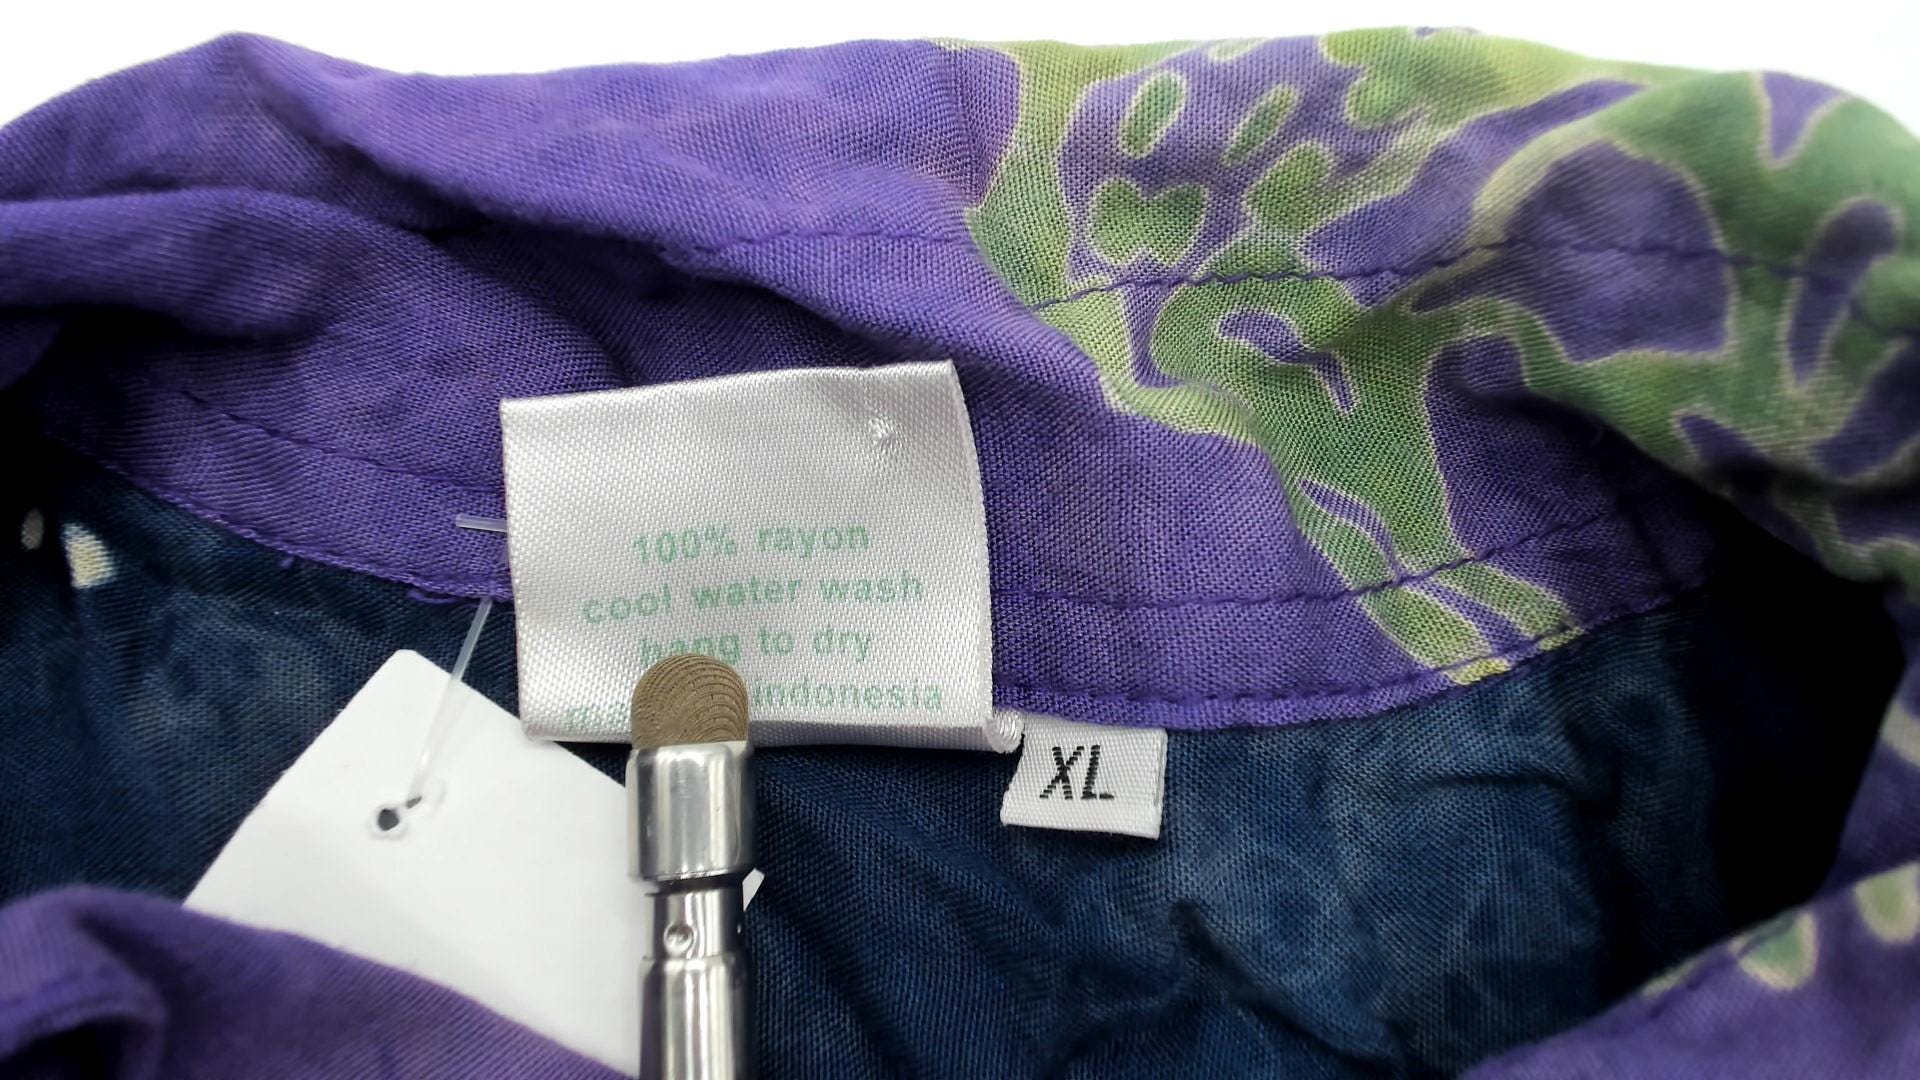 100% rayon
cool water wash
hang to dry
indonesia
XL